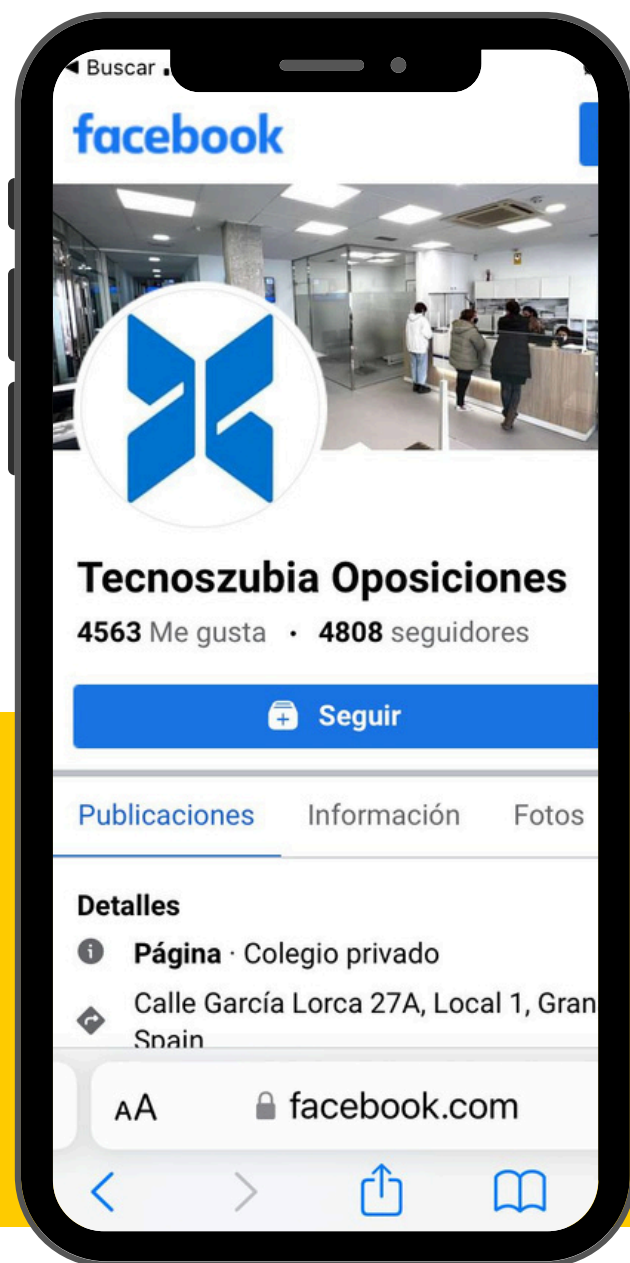 Buscar
facebook
Tecnoszubia Oposiciones
4563 Me gusta · 4808 seguidores
Seguir
Publicaciones Información Fotos
Detalles
Página · Colegio privado
Calle García Lorca 27A, Local 1, Gran
Spain
AA facebook.com